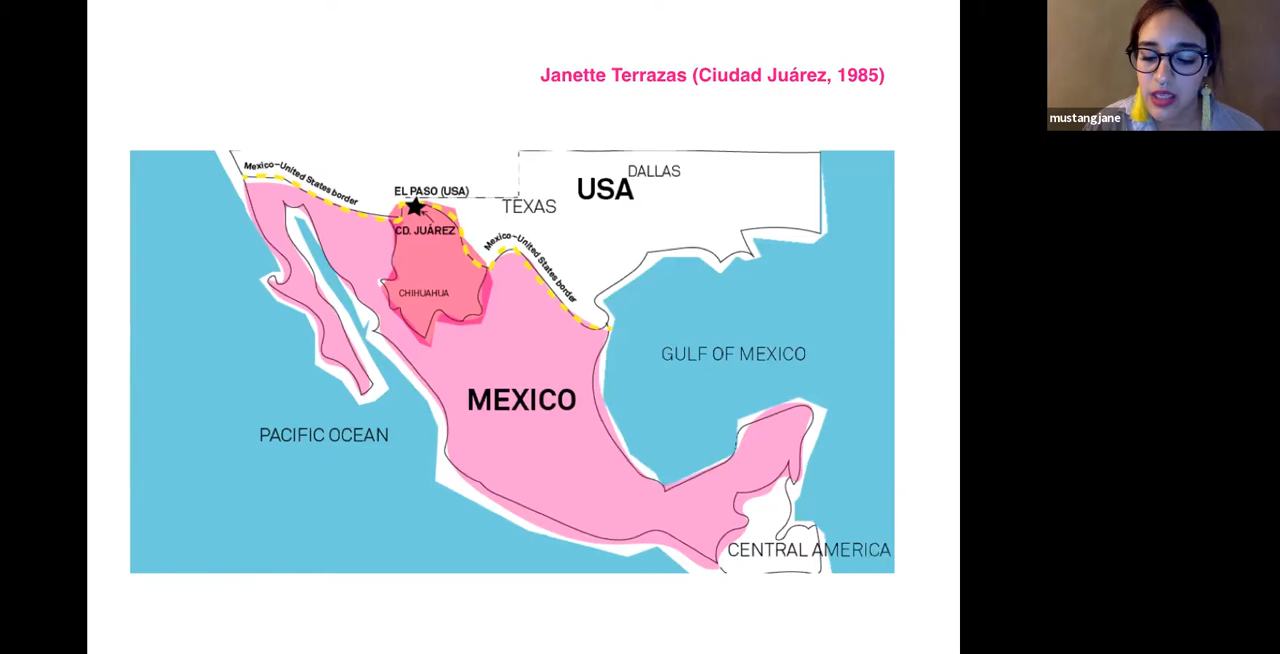 Janette Terrazas (Ciudad Juárez, 1985)
mustangjane
Mexico–United States border
DALLAS
USA
EL PASO (USA)
TEXAS
CD. JUÁREZ
Mexico–United States border
CHIHUAHUA
GULF OF MEXICO
MEXICO
PACIFIC OCEAN
CENTRAL AMERICA